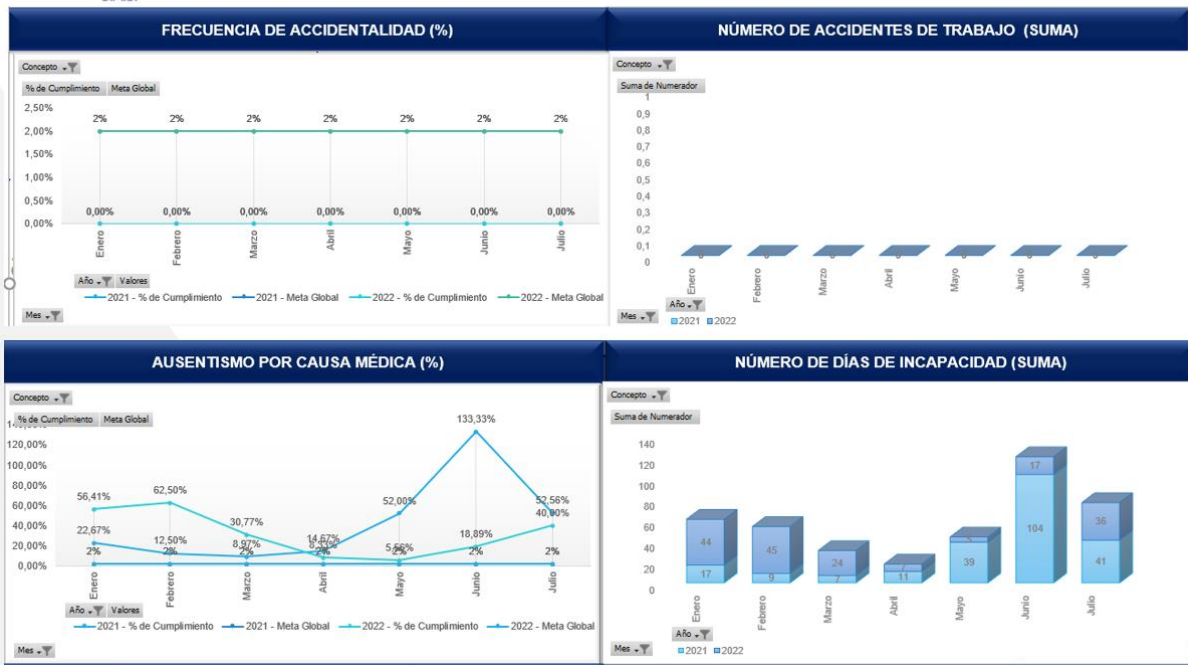 FRECUENCIA DE ACCIDENTALIDAD (%)
Concepto
% de Cumplimiento Meta Global
2,50%
2,00%
1,50%
1,00%
0,50%
0,00%
2% 2% 2% 2% 2% 2% 2%
0,00% 0,00% 0,00% 0,00% 0,00% 0,00% 0,00%
Enero Febrero Marzo Abril Mayo Junio Julio
Año Valores
2021 - % de Cumplimiento 2021 - Meta Global 2022 - % de Cumplimiento 2022 - Meta Global
Mes
NÚMERO DE ACCIDENTES DE TRABAJO (SUMA)
Concepto
Suma de Numerador
1
0,9
0,8
0,7
0,6
0,5
0,4
0,3
0,2
0,1
0
0 0 0 0 0 0 0
Enero Febrero Marzo Abril Mayo Junio Julio
Año
Mes
2021 2022
AUSENTISMO POR CAUSA MÉDICA (%)
Concepto
% de Cumplimiento Meta Global
120,00%
100,00%
80,00%
60,00%
40,00%
20,00%
0,00%
133,33%
56,41% 62,50% 30,77% 14,67% 52,00% 18,89% 52,56%
22,67% 12,50% 8,97% 8,33% 5,56% 40,00%
2% 2% 2% 2% 2% 2% 2%
Enero Febrero Marzo Abril Mayo Junio Julio
Año Valores
2021 - % de Cumplimiento 2021 - Meta Global 2022 - % de Cumplimiento 2022 - Meta Global
Mes
NÚMERO DE DÍAS DE INCAPACIDAD (SUMA)
Concepto
Suma de Numerador
140
120
100
80
60
40
20
0
44 45 24 7 5 17 36
17 9 7 11 39 104 41
Enero Febrero Marzo Abril Mayo Junio Julio
Año
Mes
2021 2022